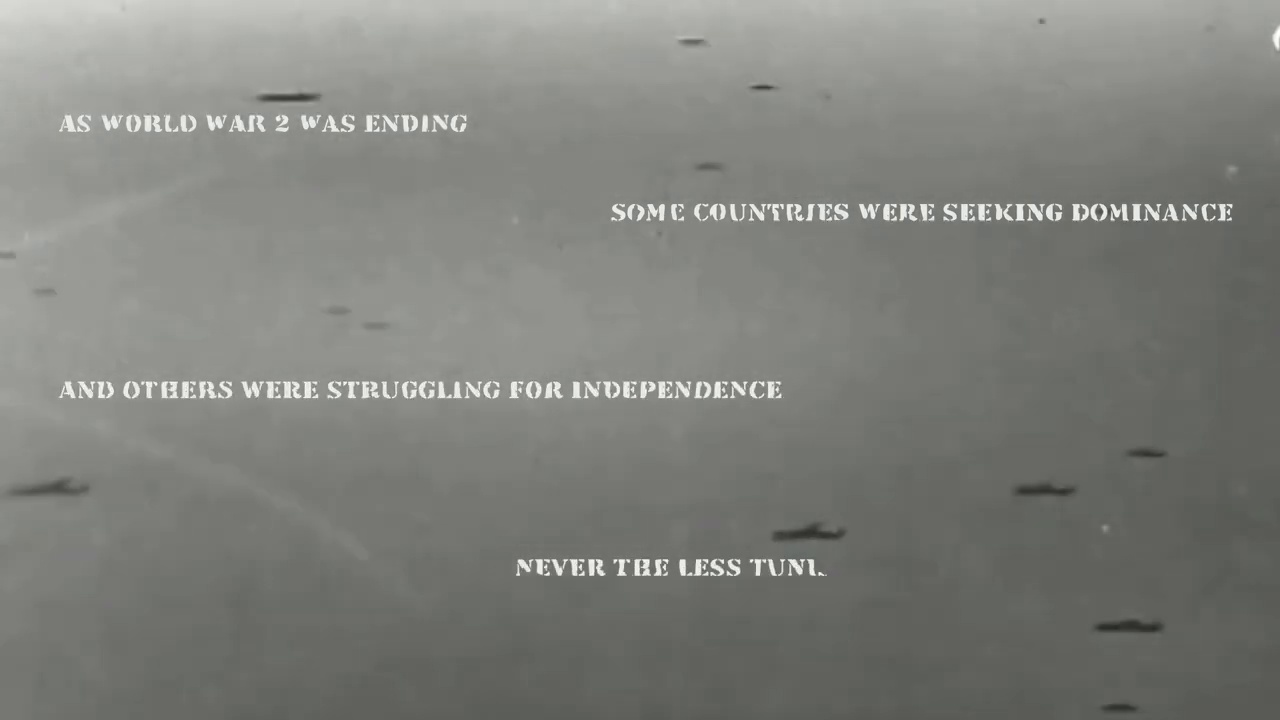 AS WORLD WAR 2 WAS ENDING
SOME COUNTRIES WERE SEEKING DOMINANCE
AND OTHERS WERE STRUGGLING FOR INDEPENDENCE
NEVER THE LESS